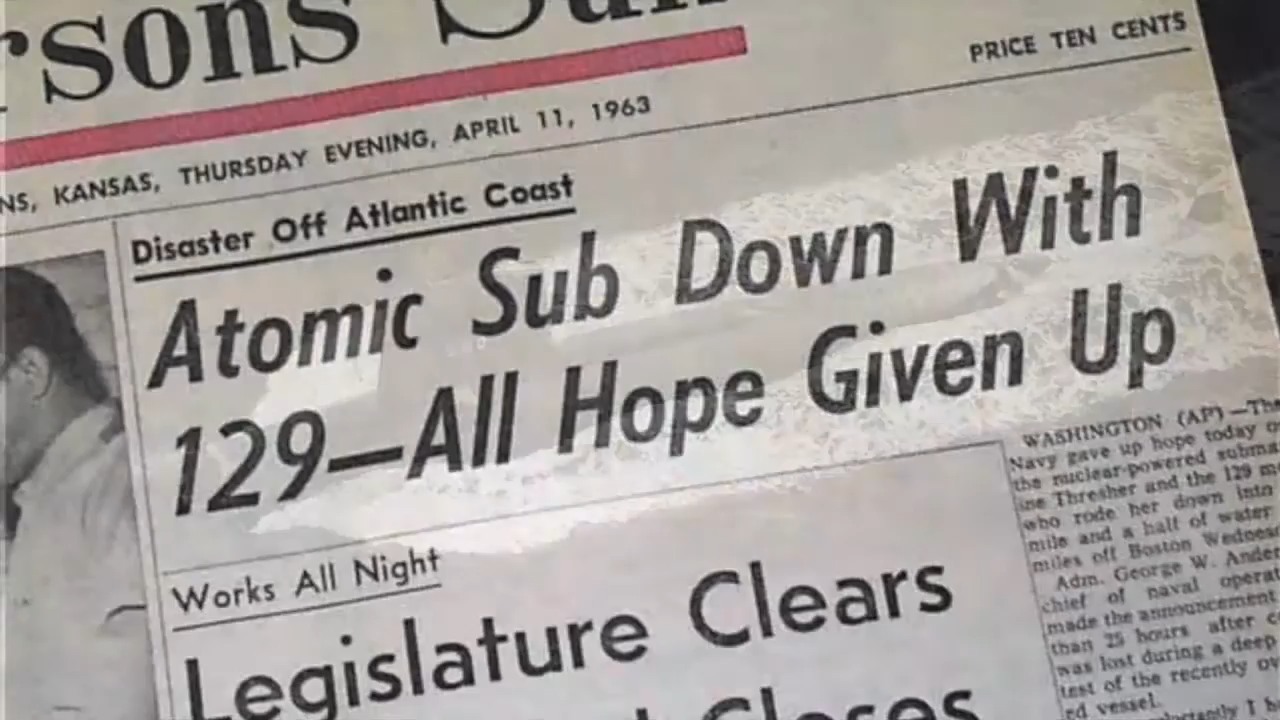 rsons Sun
PRICE TEN CENTS
NS, KANSAS, THURSDAY EVENING, APRIL 11, 1963
Disaster Off Atlantic Coast
Atomic Sub Down With
129—All Hope Given Up
WASHINGTON (AP)—The
Navy gave up hope today o
the nuclear-powered subma
ine Thresher and the 129 m
who rode her down into
mile and a half of water
miles off Boston Wednesd
Adm. George W. Ander
chief of naval operat
made the announcement
than 25 hours after c
was lost during a deep
test of the recently ov
ed vessel.
Works All Night
Legislature Clears
Closes